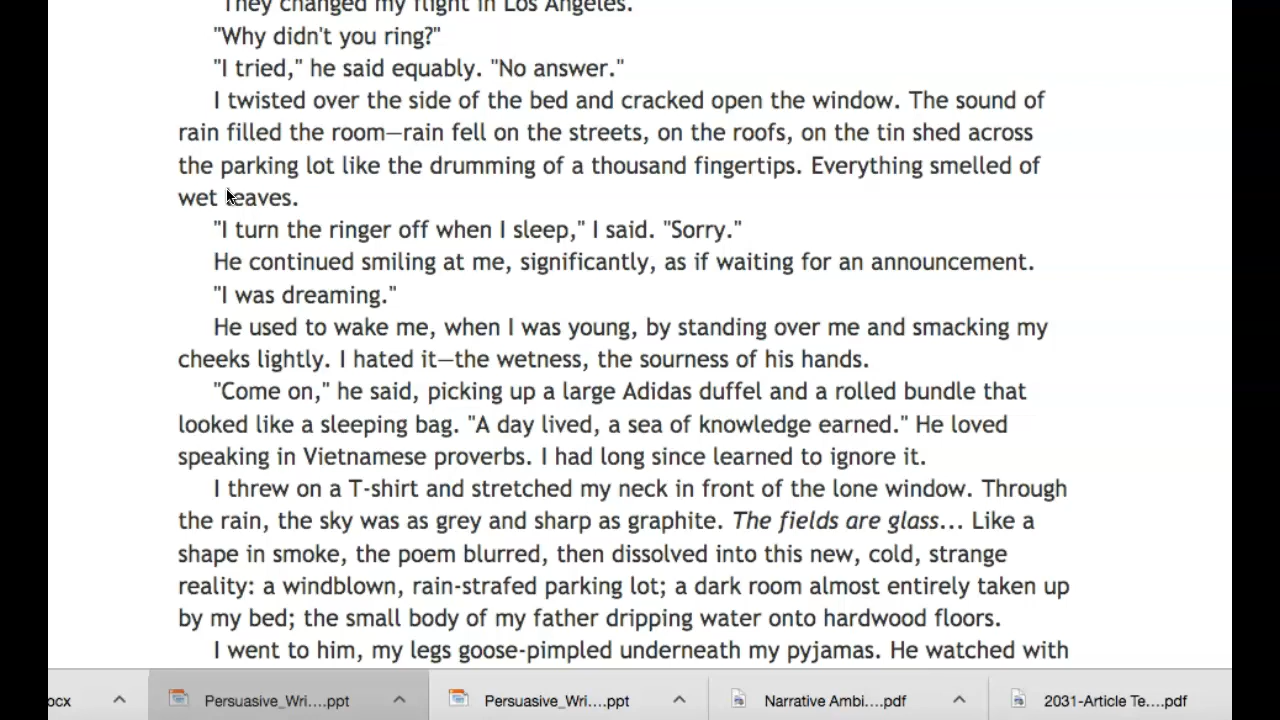 "They changed my flight in Los Angeles."
"Why didn't you ring?"
"I tried," he said equably. "No answer."
I twisted over the side of the bed and cracked open the window. The sound of
rain filled the room—rain fell on the streets, on the roofs, on the tin shed across
the parking lot like the drumming of a thousand fingertips. Everything smelled of
wet leaves.
"I turn the ringer off when I sleep," I said. "Sorry."
He continued smiling at me, significantly, as if waiting for an announcement.
"I was dreaming."
He used to wake me, when I was young, by standing over me and smacking my
cheeks lightly. I hated it—the wetness, the sourness of his hands.
"Come on," he said, picking up a large Adidas duffel and a rolled bundle that
looked like a sleeping bag. "A day lived, a sea of knowledge earned." He loved
speaking in Vietnamese proverbs. I had long since learned to ignore it.
I threw on a T-shirt and stretched my neck in front of the lone window. Through
the rain, the sky was as grey and sharp as graphite. The fields are glass... Like a
shape in smoke, the poem blurred, then dissolved into this new, cold, strange
reality: a windblown, rain-strafed parking lot; a dark room almost entirely taken up
by my bed; the small body of my father dripping water onto hardwood floors.
I went to him, my legs goose-pimpled underneath my pyjamas. He watched with
ocx Persuasive_Wri....ppt Persuasive_Wri....ppt Narrative Ambi....pdf 2031-Article Te....pdf